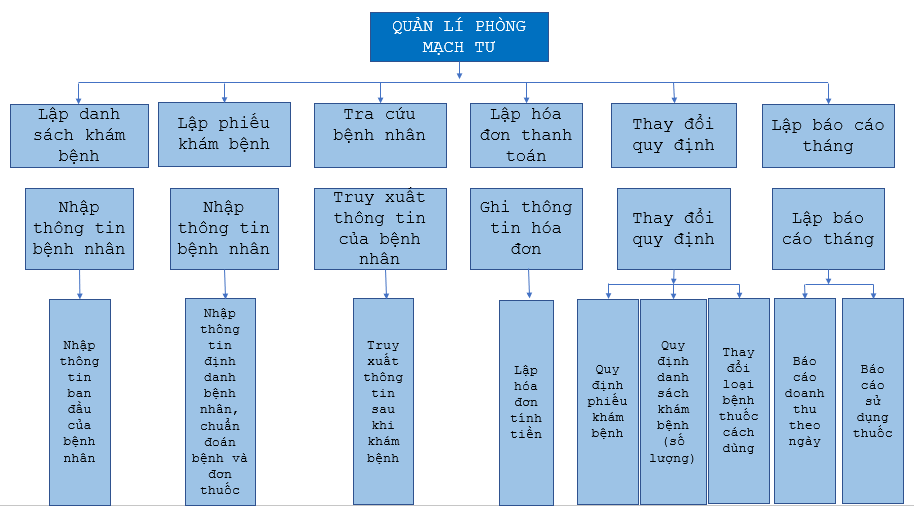 QUẢN LÍ PHÒNG
MẠCH TƯ
Lập danh
sách khám
bệnh
Lập phiếu
khám bệnh
Tra cứu
bệnh nhân
Lập hóa
đơn thanh
toán
Thay đổi
quy định
Lập báo cáo
tháng
Nhập
thông tin
bệnh nhân
Nhập
thông tin
bệnh nhân
Truy xuất
thông tin
của bệnh
nhân
Ghi thông
tin hóa
đơn
Thay đổi
quy định
Lập báo
cáo tháng
Nhập
thông
tin
ban
đầu
của
bệnh
nhân
Nhập
thông
tin
định
danh
bệnh
nhân,
chuẩn
đoán
bệnh và
đơn
thuốc
Truy
xuất
thông
tin
sau
khi
khám
bệnh
Lập
hóa
đơn
tính
tiền
Quy
định
phiếu
khám
bệnh
Quy
định
danh
sách
khám
bệnh
(số
lượng)
Thay
đổi
loại
bệnh
thuốc
cách
dùng
Báo
cáo
doanh
thu
theo
ngày
Báo
cáo
sử
dụng
thuốc